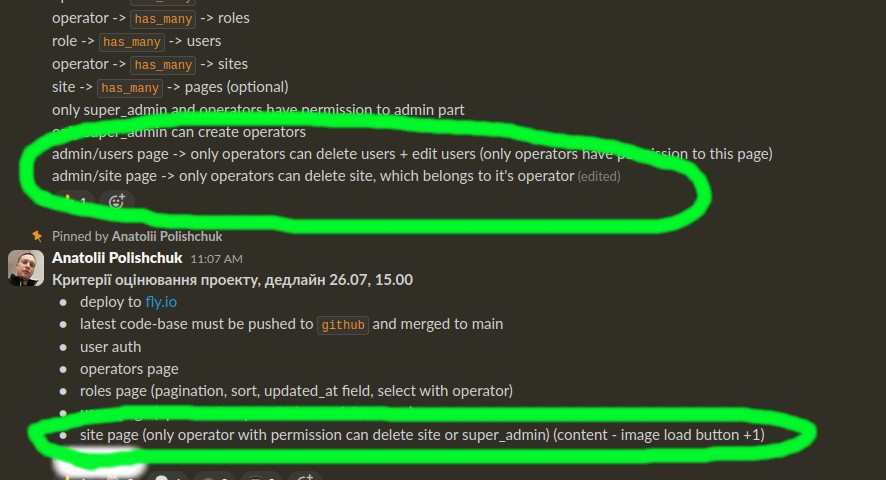 operator -> has_many -> roles
role -> has_many -> users
operator -> has_many -> sites
site -> has_many -> pages (optional)
only super_admin and operators have permission to admin part
only super_admin can create operators
admin/users page -> only operators can delete users + edit users (only operators have permission to this page)
admin/site page -> only operators can delete site, which belongs to it's operator (edited)
1
Pinned by Anatolii Polishchuk
Anatolii Polishchuk 11:07 AM
Критерії оцінювання проекту, дедлайн 26.07, 15.00
• deploy to fly.io
• latest code-base must be pushed to github and merged to main
• user auth
• operators page
• roles page (pagination, sort, updated_at field, select with operator)
• site page (only operator with permission can delete site or super_admin) (content - image load button +1)